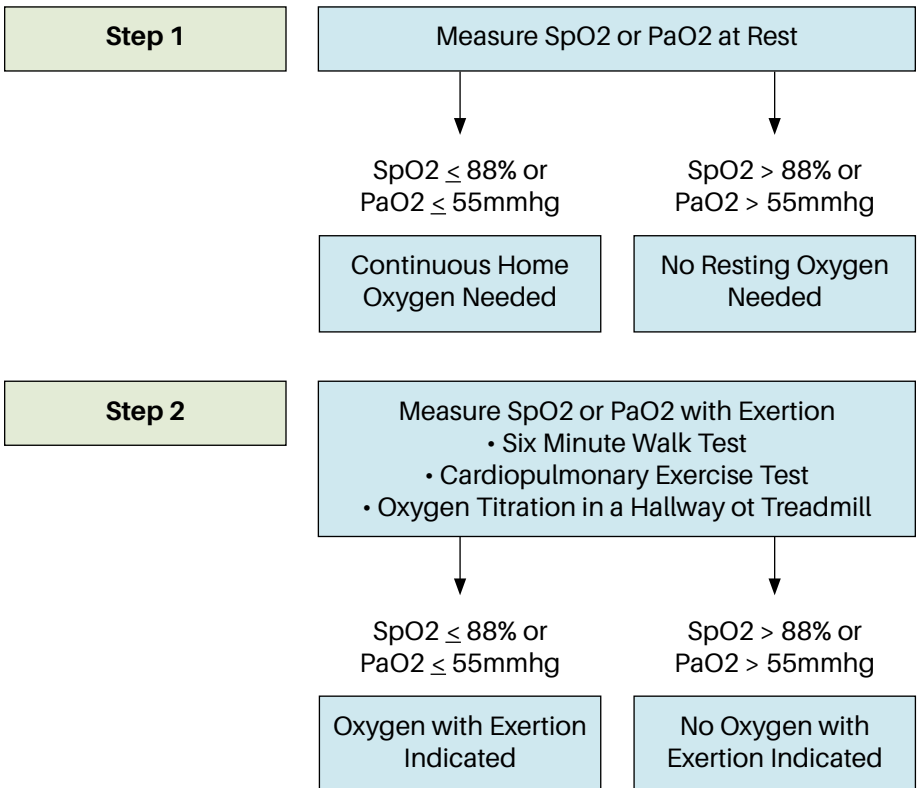 Step 1
Measure SpO2 or PaO2 at Rest
SpO2 ≤ 88% or
PaO2 ≤ 55mmhg
SpO2 > 88% or
PaO2 > 55mmhg
Continuous Home
Oxygen Needed
No Resting Oxygen
Needed
Step 2
Measure SpO2 or PaO2 with Exertion
• Six Minute Walk Test
• Cardiopulmonary Exercise Test
• Oxygen Titration in a Hallway ot Treadmill
SpO2 ≤ 88% or
PaO2 ≤ 55mmhg
SpO2 > 88% or
PaO2 > 55mmhg
Oxygen with Exertion
Indicated
No Oxygen with
Exertion Indicated